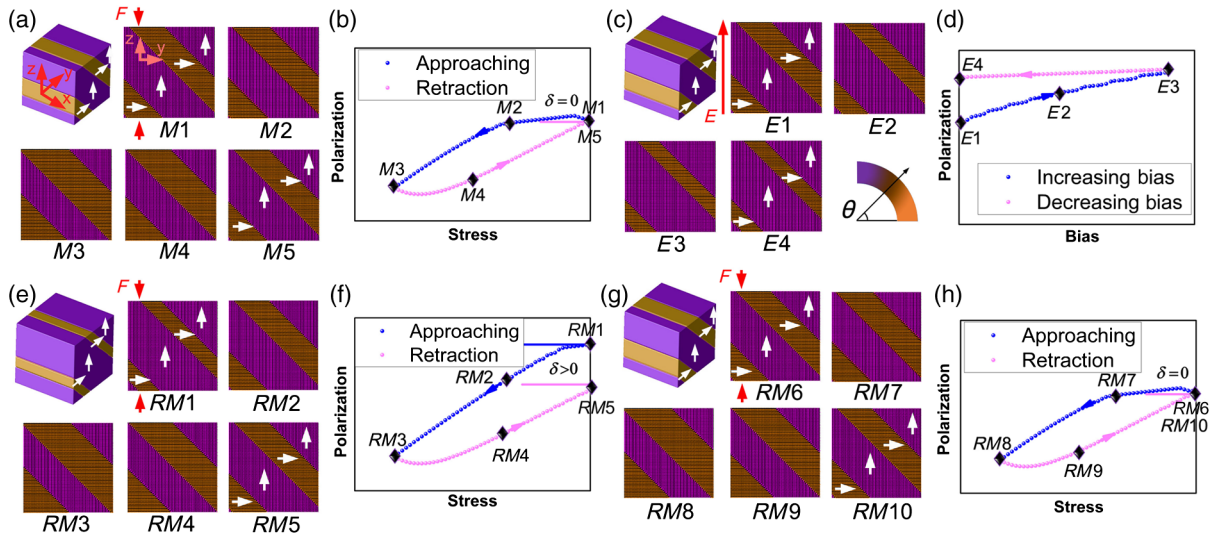 (a)
F
z
y
z
y
x
M1
M2
M3
M4
M5
(b)
Approaching
Retraction
δ=0
M1
M2
M5
M3
M4
Polarization
Stress
(c)
E
E1
E2
θ
E3
E4
(d)
E4
E3
E2
E1
Increasing bias
Decreasing bias
Polarization
Bias
(e)
F
RM1
RM2
RM3
RM4
RM5
(f)
Approaching
Retraction
RM1
δ>0
RM2
RM5
RM3
RM4
Polarization
Stress
(g)
F
RM6
RM7
RM8
RM9
RM10
(h)
Approaching
Retraction
δ=0
RM7
RM6
RM10
RM8
RM9
Polarization
Stress